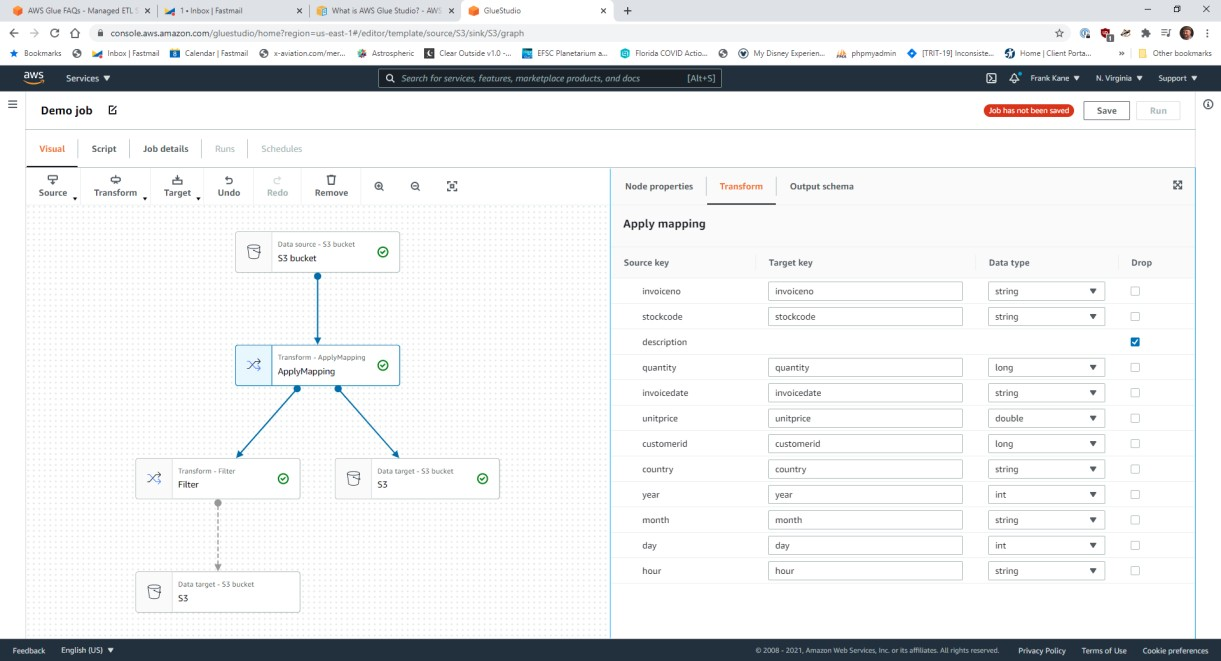 AWS Glue FAQs - Managed ETL S
1 • Inbox | Fastmail
What is AWS Glue Studio? - AWS
GlueStudio
console.aws.amazon.com/gluestudio/home?region=us-east-1#/editor/template/source/S3/sink/S3/graph
Bookmarks
Inbox | Fastmail
Calendar | Fastmail
x-aviation.com/mer...
Astrospheric
Clear Outside v1.0 -...
EFSC Planetarium a...
Florida COVID Actio...
My Disney Experien...
phpmyadmin
[TRIT-19] Inconsiste...
Home | Client Porta...
»
Other bookmarks
aws
Services ▼
Search for services, features, marketplace products, and docs [Alt+S]
Frank Kane ▼
N. Virginia ▼
Support ▼
Demo job
Job has not been saved
Save
Run
Visual
Script
Job details
Runs
Schedules
Source
Transform
Target
Undo
Redo
Remove
Node properties
Transform
Output schema
Data source - S3 bucket
S3 bucket
Transform - ApplyMapping
ApplyMapping
Transform - Filter
Filter
Data target - S3 bucket
S3
Data target - S3 bucket
S3
Apply mapping
Source key Target key Data type Drop
invoiceno invoiceno string
stockcode stockcode string
description
quantity quantity long
invoicedate invoicedate string
unitprice unitprice double
customerid customerid long
country country string
year year int
month month string
day day int
hour hour string
Feedback
English (US) ▼
© 2008 - 2021, Amazon Web Services, Inc. or its affiliates. All rights reserved.
Privacy Policy
Terms of Use
Cookie preferences